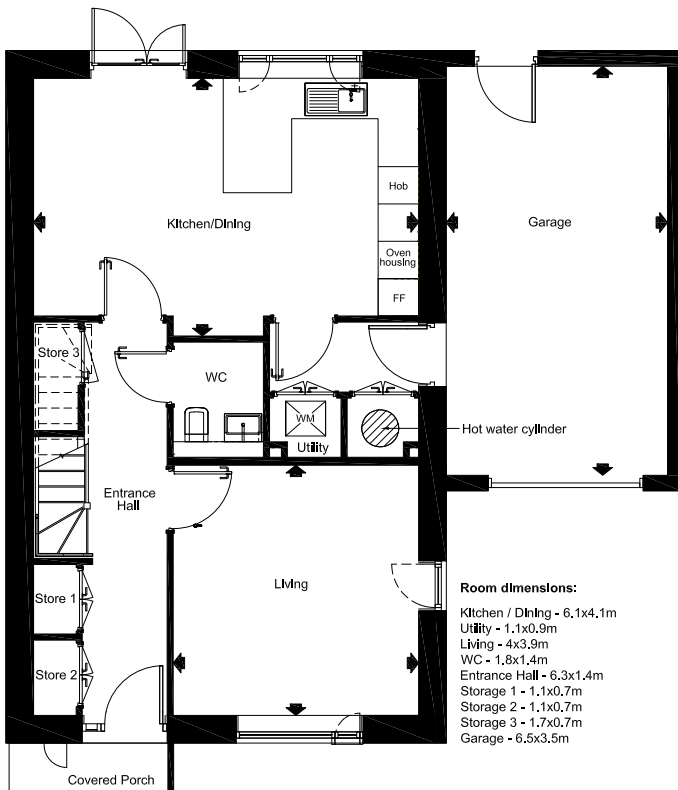 Hob
Kitchen/Dining
Garage
Oven
housing
FF
Store 3
WC
WM
Utility
Hot water cylinder
Entrance
Hall
Living
Store 1
Store 2
Covered Porch
Room dimensions:
Kitchen / Dining - 6.1x4.1m
Utility - 1.1x0.9m
Living - 4x3.9m
WC - 1.8x1.4m
Entrance Hall - 6.3x1.4m
Storage 1 - 1.1x0.7m
Storage 2 - 1.1x0.7m
Storage 3 - 1.7x0.7m
Garage - 6.5x3.5m